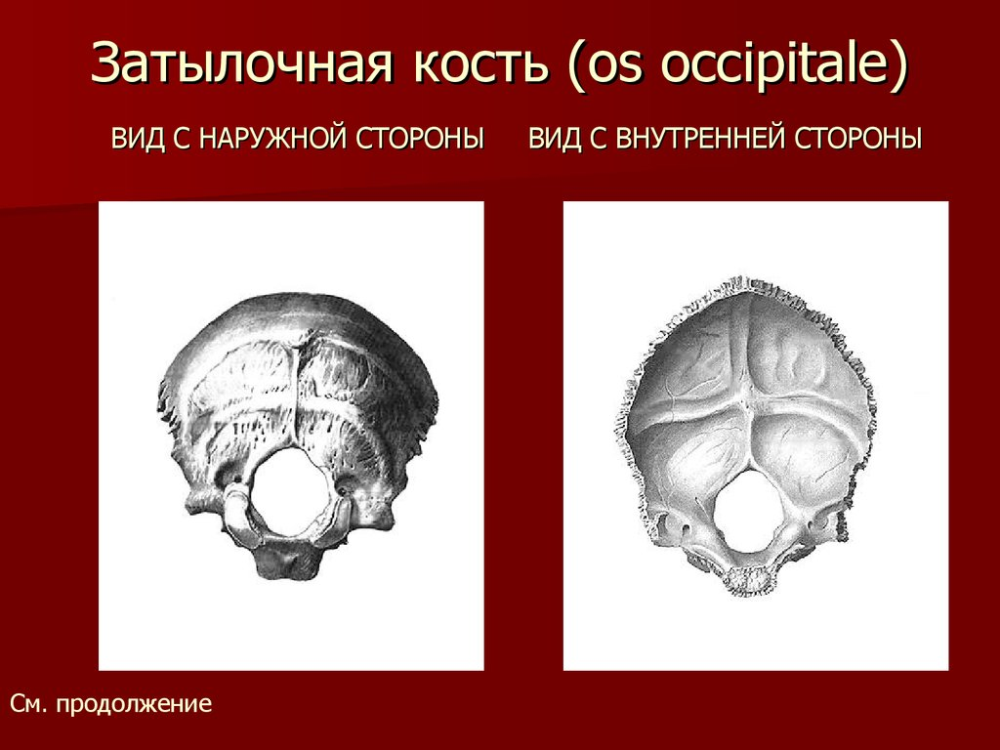 Затылочная кость (os occipitale)
ВИД С НАРУЖНОЙ СТОРОНЫ
ВИД С ВНУТРЕННЕЙ СТОРОНЫ
См. продолжение